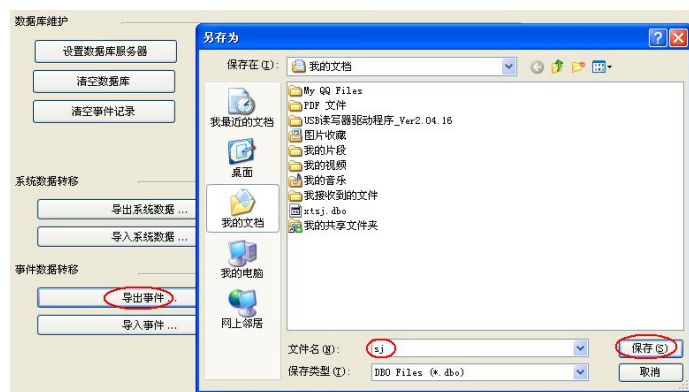 数据库维护
设置数据库服务器
清空数据库
清空事件记录
系统数据转移
导出系统数据 ...
导入系统数据 ...
事件数据转移
导出事件 ...
导入事件 ...
另存为
保存在(I):
我的文档
我最近的文档
桌面
我的文档
我的电脑
网上邻居
My QQ Files
PDF 文件
USB读写器驱动程序_Ver2.04.16
图片收藏
我的片段
我的视频
我的音乐
我接收到的文件
xtsj.dbo
我的共享文件夹
文件名(N):
sj
保存(S)
保存类型(T):
DBO Files (*.dbo)
取消